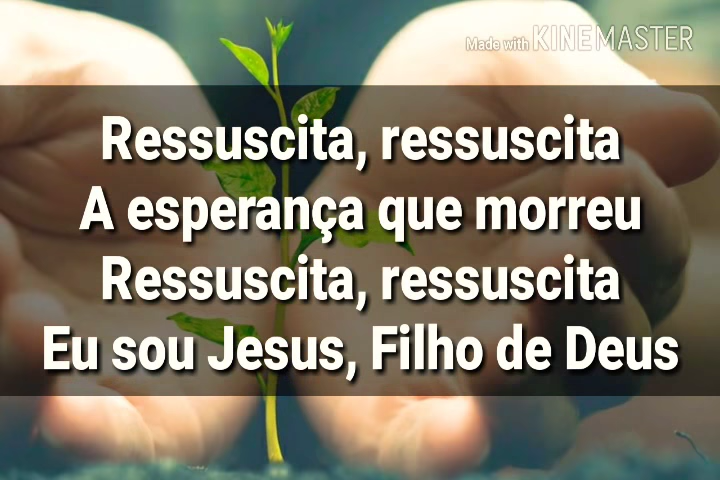 Made with KINEMASTER
Ressuscita, ressuscita
A esperança que morreu
Ressuscita, ressuscita
Eu sou Jesus, Filho de Deus